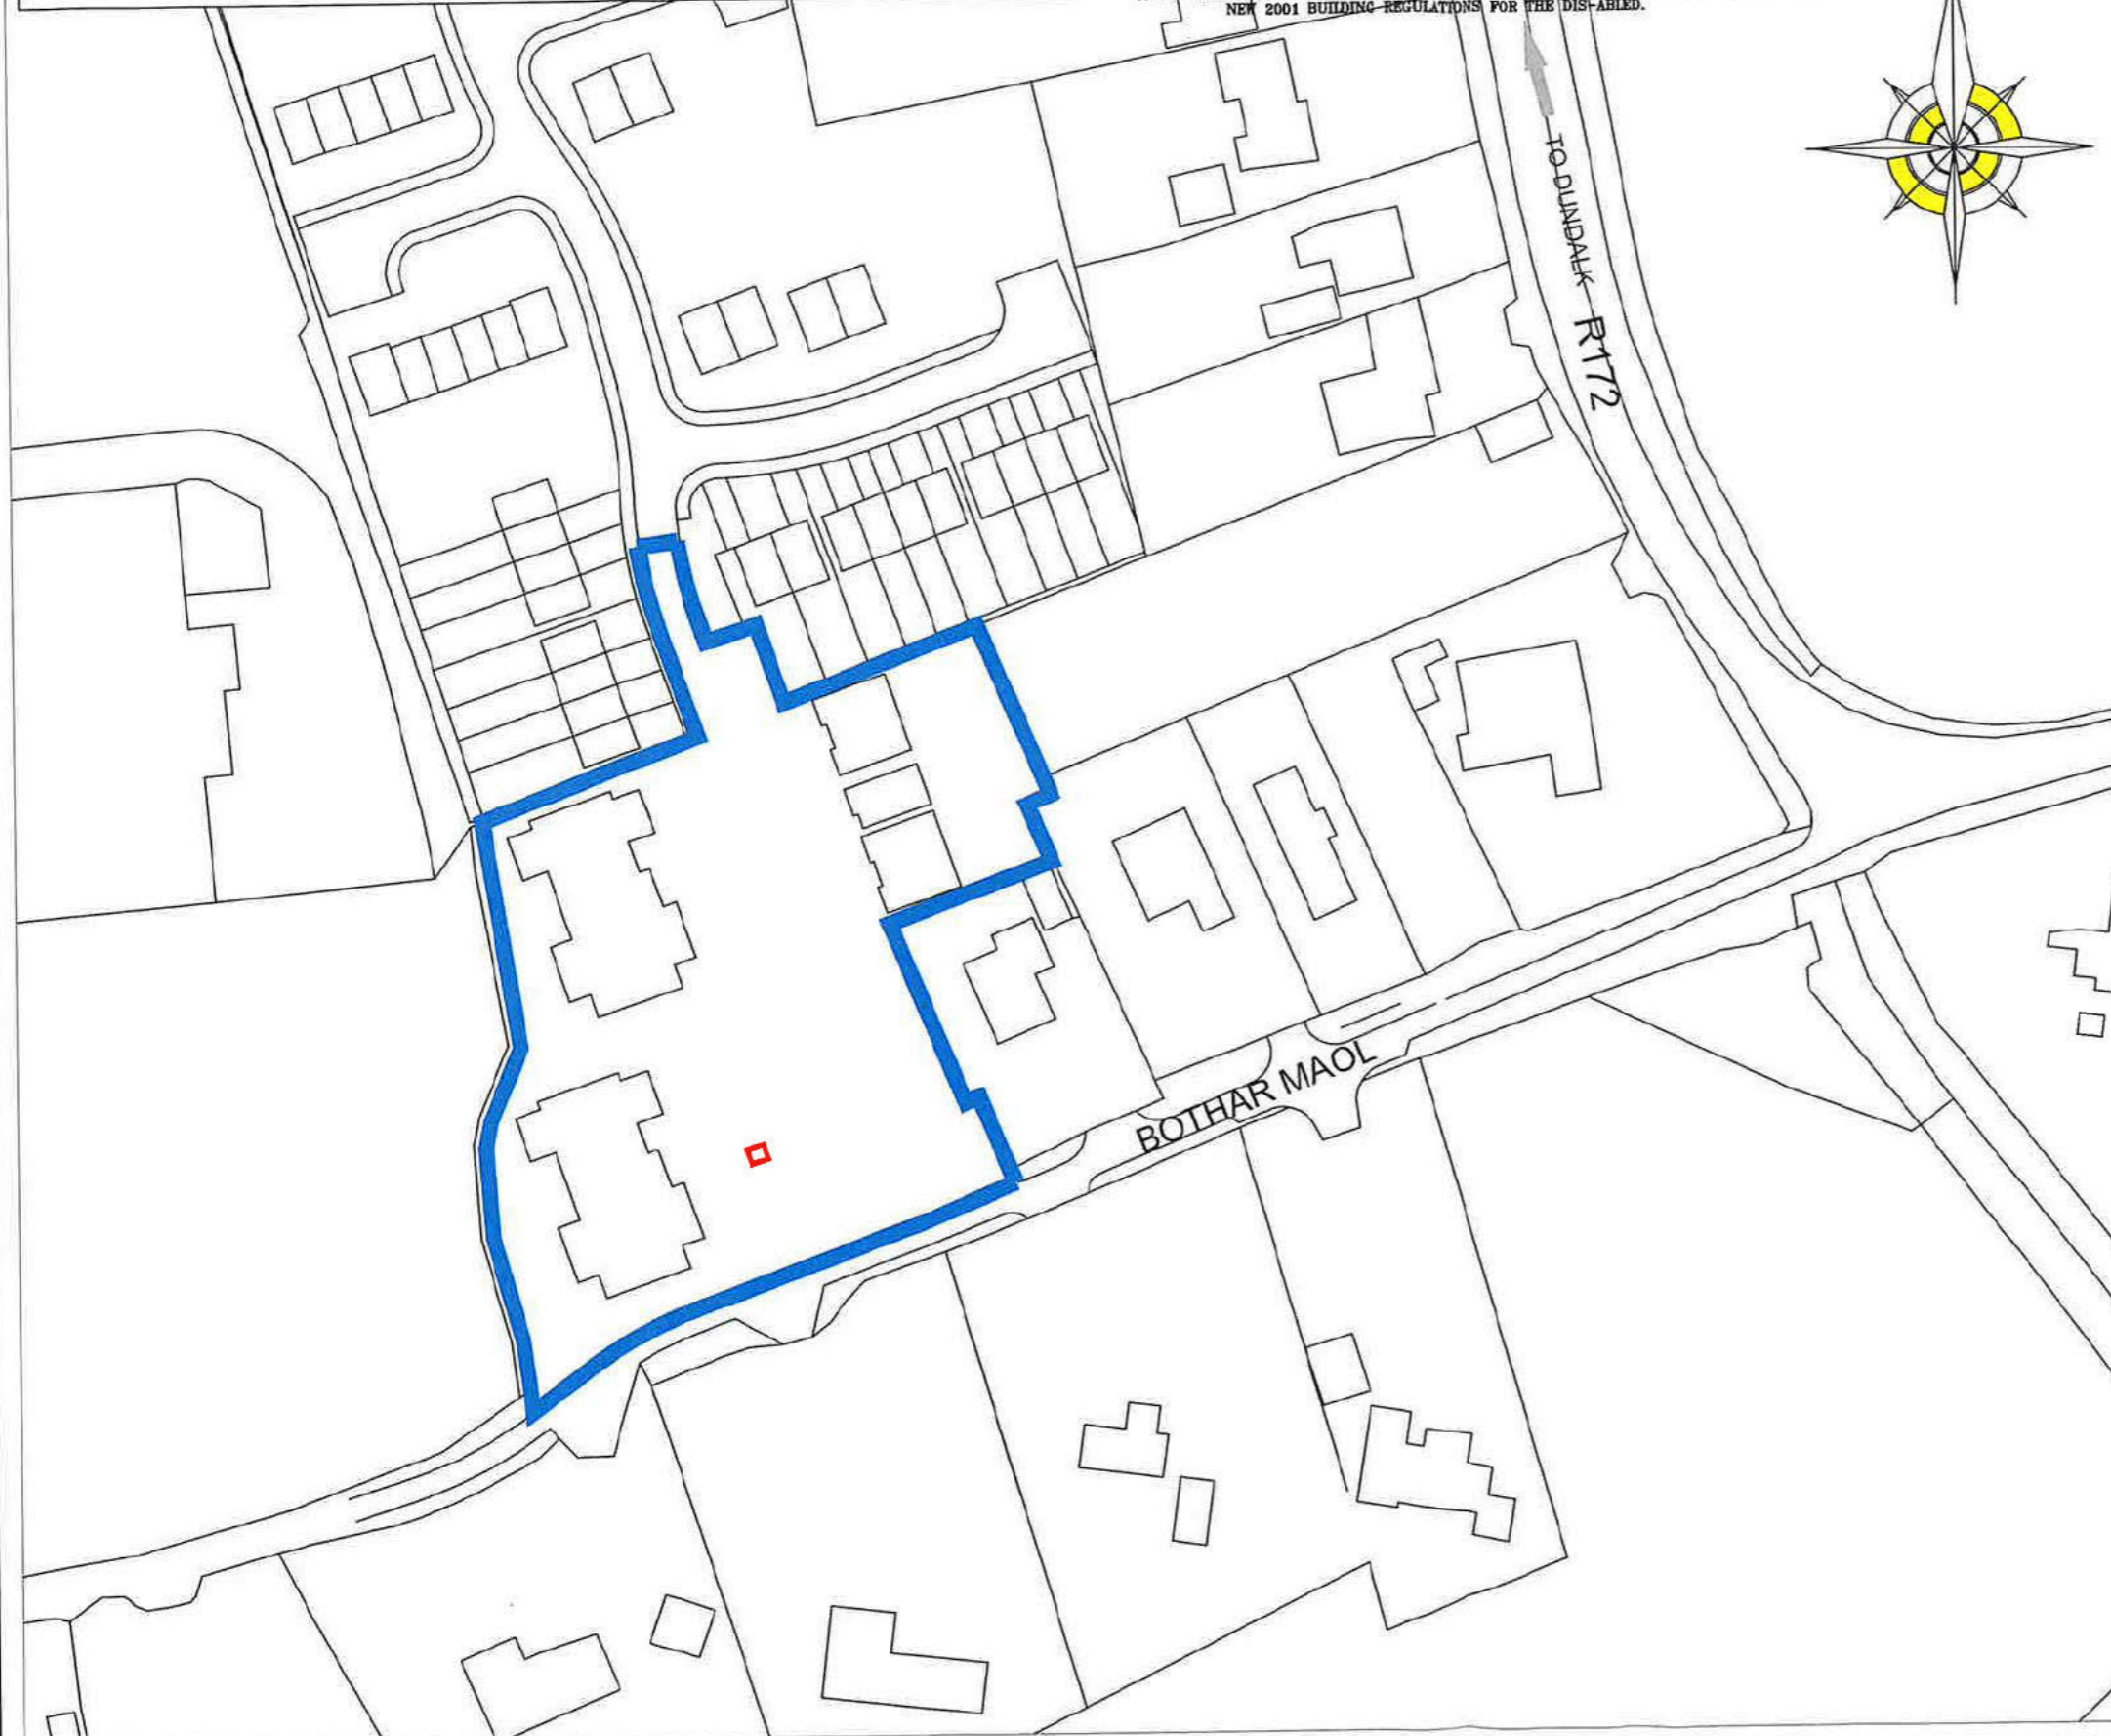 NEW 2001 BUILDING REGULATIONS FOR THE DIS-ABLED.
TO DUNDALK
R172
BOTHAR MAOL